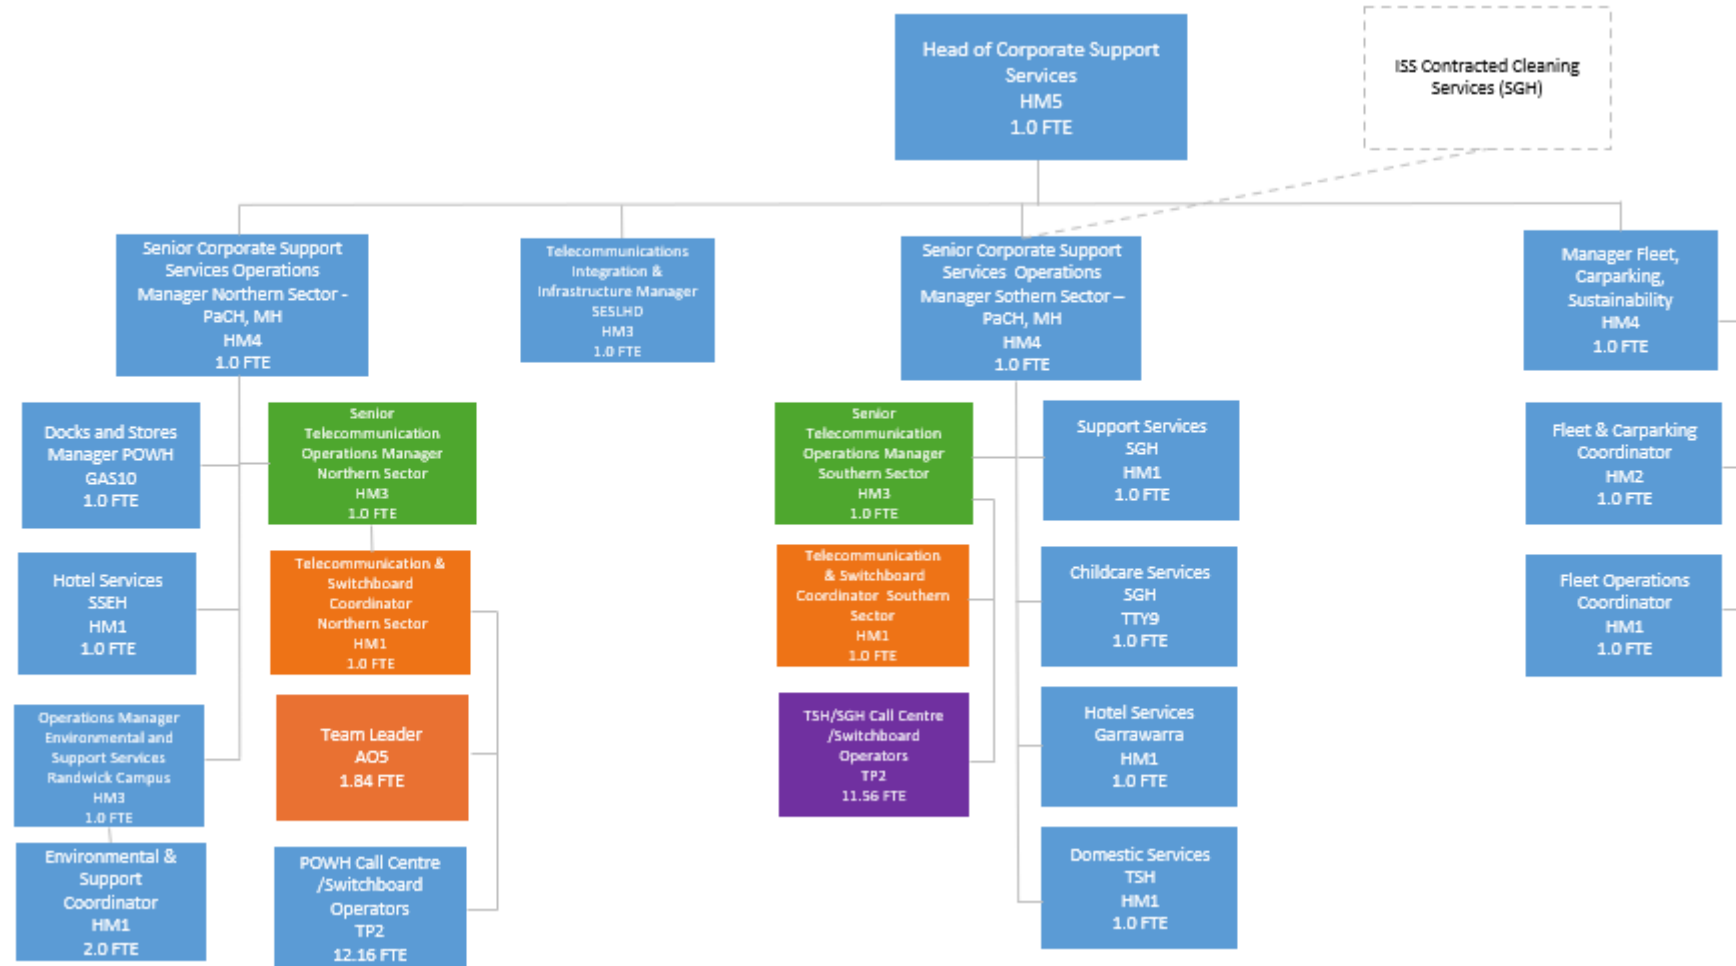 Head of Corporate Support
Services
HM5
1.0 FTE
ISS Contracted Cleaning
Services (SGH)
Senior Corporate Support
Services Operations
Manager Northern Sector -
PaCH, MH
HM4
1.0 FTE
Telecommunications
Integration &
Infrastructure Manager
SESLHD
HM3
1.0 FTE
Senior Corporate Support
Services Operations
Manager Sothern Sector –
PaCH, MH
HM4
1.0 FTE
Manager Fleet,
Carparking,
Sustainability
HM4
1.0 FTE
Docks and Stores
Manager POWH
GAS10
1.0 FTE
Senior
Telecommunication
Operations Manager
Northern Sector
HM3
1.0 FTE
Senior
Telecommunication
Operations Manager
Southern Sector
HM3
1.0 FTE
Support Services
SGH
HM1
1.0 FTE
Fleet & Carparking
Coordinator
HM2
1.0 FTE
Hotel Services
SSEH
HM1
1.0 FTE
Telecommunication &
Switchboard
Coordinator
Northern Sector
HM1
1.0 FTE
Telecommunication
& Switchboard
Coordinator Southern
Sector
HM1
1.0 FTE
Childcare Services
SGH
TTY9
1.0 FTE
Fleet Operations
Coordinator
HM1
1.0 FTE
Operations Manager
Environmental and
Support Services
Randwick Campus
HM3
1.0 FTE
Team Leader
AO5
1.84 FTE
TSH/SGH Call Centre
/Switchboard
Operators
TP2
11.56 FTE
Hotel Services
Garrawarra
HM1
1.0 FTE
Environmental &
Support
Coordinator
HM1
2.0 FTE
POWH Call Centre
/Switchboard
Operators
TP2
12.16 FTE
Domestic Services
TSH
HM1
1.0 FTE